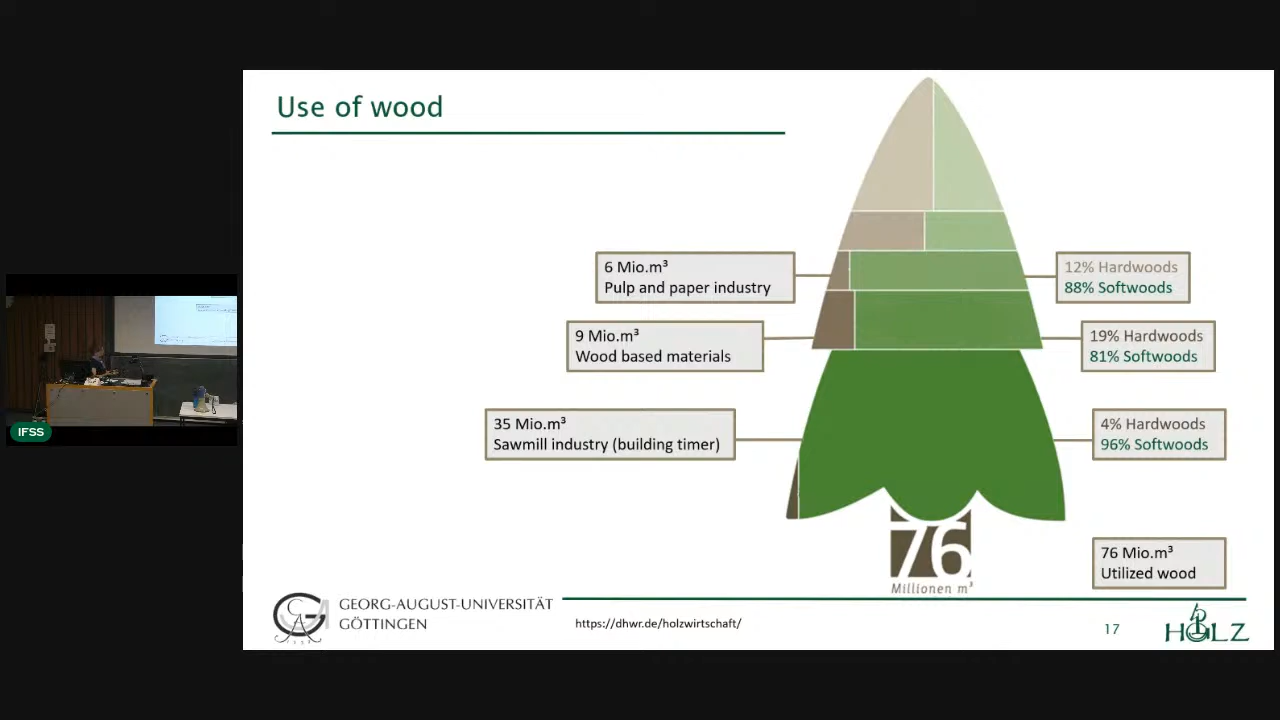 Use of wood
6 Mio.m³
Pulp and paper industry
12% Hardwoods
88% Softwoods
9 Mio.m³
Wood based materials
19% Hardwoods
81% Softwoods
35 Mio.m³
Sawmill industry (building timer)
4% Hardwoods
96% Softwoods
IFSS
76
Millionen m³
76 Mio.m³
Utilized wood
GEORG-AUGUST-UNIVERSITÄT
GÖTTINGEN
https://dhwr.de/holzwirtschaft/
17
HOLZ